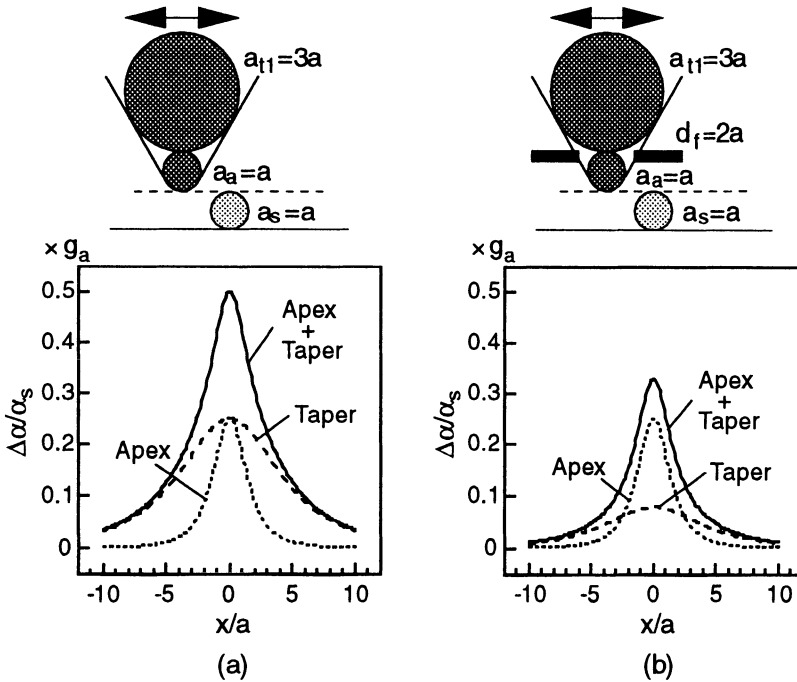 a_t1=3a
a_a=a
a_s=a
× g_a
0.5
0.4
0.3
0.2
0.1
0
Δα/α_s
Apex
+
Taper
Taper
Apex
-10 -5 0 5 10
x/a
(a)
a_t1=3a
d_f=2a
a_a=a
a_s=a
× g_a
0.5
0.4
0.3
0.2
0.1
0
Δα/α_s
Apex
+
Taper
Apex
Taper
-10 -5 0 5 10
x/a
(b)